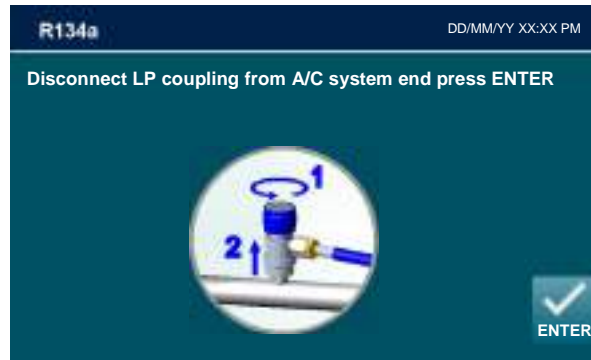 R134a
DD/MM/YY XX:XX PM
Disconnect LP coupling from A/C system end press ENTER
1
2
ENTER